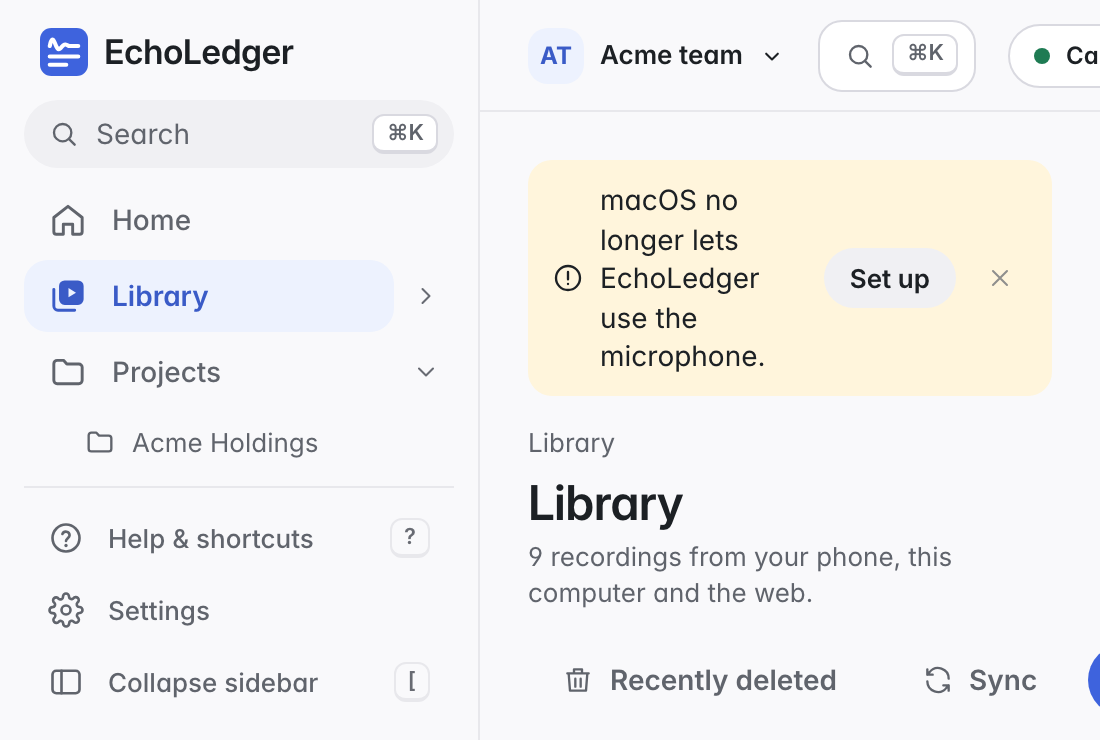 EchoLedger
Search ⌘K
Home
Library
Projects
Acme Holdings
Help & shortcuts ?
Settings
Collapse sidebar [
AT Acme team ⌘K Ca
macOS no
longer lets
EchoLedger
use the
microphone.
Set up
Library
Library
9 recordings from your phone, this
computer and the web.
Recently deleted Sync